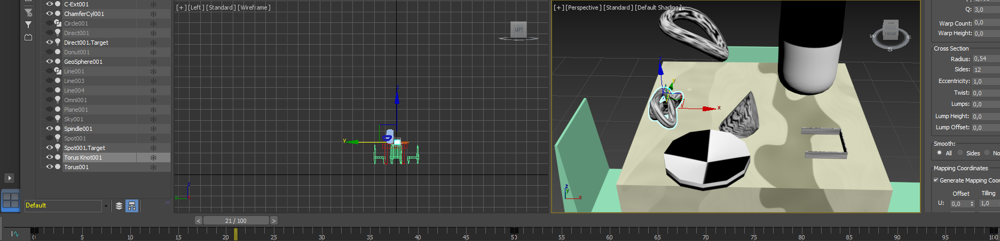 C-Ext001
ChamferCyl001
Circle001
Direct001
Direct001.Target
Donut001
GeoSphere001
Line001
Line003
Line004
Omni001
Plane001
Sky001
Spindle001
Spot001
Spot001.Target
Torus Knot001
Torus001
Default
[+] [Left] [Standard] [Wireframe]
LEFT
z
y
z
y
[+] [Perspective] [Standard] [Default Shading]
TOP
FRONT
W
E
S
z
y
x
z
y
x
Q: 3,0
Warp Count: 0,0
Warp Height: 0,0
Cross Section
Radius: 0,54
Sides: 12
Eccentricity: 1,0
Twist: 0,0
Lumps: 0,0
Lump Height: 0,0
Lump Offset: 0,0
Smooth:
All Sides No
Mapping Coordinates
Generate Mapping Coor
Offset Tiling
U: 0,0 1,0
< 21 / 100 >
0 5 10 15 20 25 30 35 40 45 50 55 60 65 70 75 80 85 90 95 100